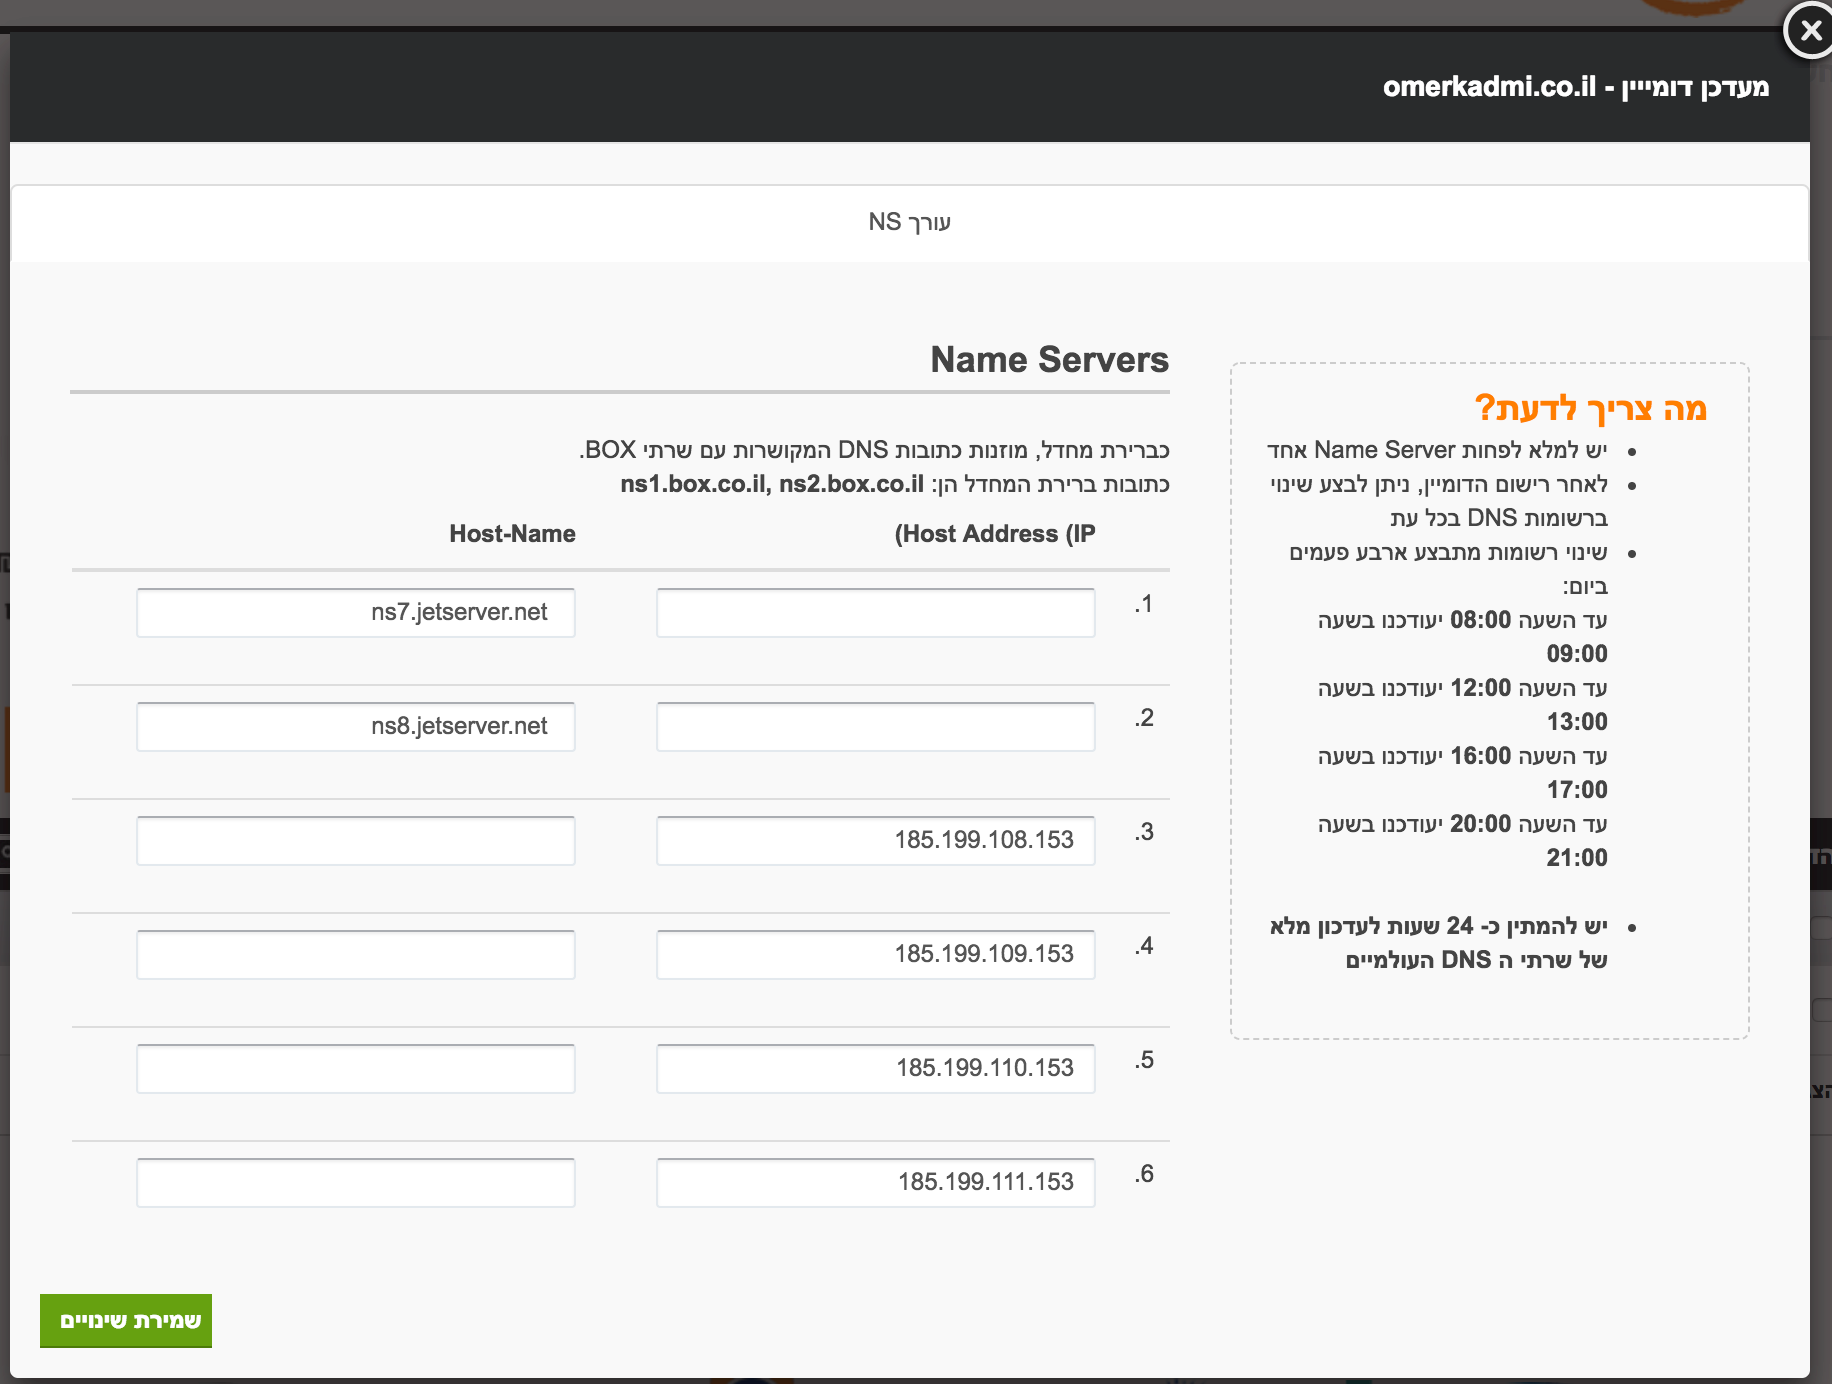 מעדכן דומייין - omerkadmi.co.il
עורך NS
מה צריך לדעת?
יש למלא לפחות Name Server אחד
לאחר רישום הדומיין, ניתן לבצע שינוי
ברשומות DNS בכל עת
שינוי רשומות מתבצע ארבע פעמים
ביום:
עד השעה 08:00 יעודכנו בשעה
09:00
עד השעה 12:00 יעודכנו בשעה
13:00
עד השעה 16:00 יעודכנו בשעה
17:00
עד השעה 20:00 יעודכנו בשעה
21:00
יש להמתין כ- 24 שעות לעדכון מלא
של שרתי ה DNS העולמיים
Name Servers
כברירת מחדל, מוזנות כתובות DNS המקושרות עם שרתי BOX.
כתובות ברירת המחדל הן: ns1.box.co.il, ns2.box.co.il
(Host Address (IP Host-Name
1. ns7.jetserver.net
2. ns8.jetserver.net
3. 185.199.108.153
4. 185.199.109.153
5. 185.199.110.153
6. 185.199.111.153
שמירת שינויים